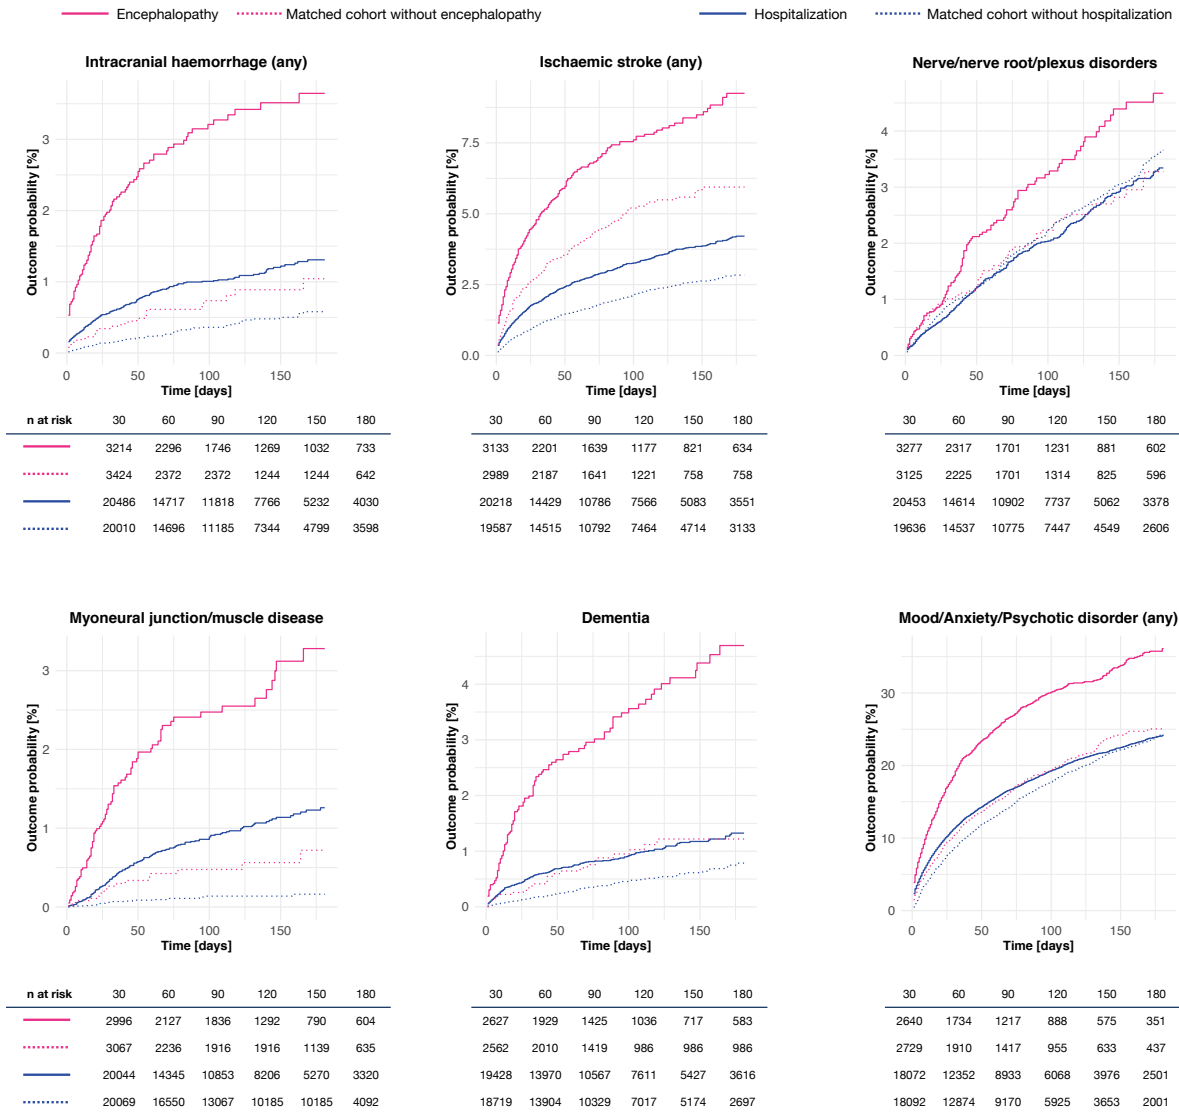 Encephalopathy Matched cohort without encephalopathy Hospitalization Matched cohort without hospitalization
Intracranial haemorrhage (any)
Outcome probability [%]
3
2
1
0
0 50 100 150
Time [days]
Ischaemic stroke (any)
Outcome probability [%]
7.5
5.0
2.5
0.0
0 50 100 150
Time [days]
Nerve/nerve root/plexus disorders
Outcome probability [%]
4
3
2
1
0
0 50 100 150
Time [days]
n at risk 30 60 90 120 150 180
3214 2296 1746 1269 1032 733
3424 2372 2372 1244 1244 642
20486 14717 11818 7766 5232 4030
20010 14696 11185 7344 4799 3598
30 60 90 120 150 180
3133 2201 1639 1177 821 634
2989 2187 1641 1221 758 758
20218 14429 10786 7566 5083 3551
19587 14515 10792 7464 4714 3133
30 60 90 120 150 180
3277 2317 1701 1231 881 602
3125 2225 1701 1314 825 596
20453 14614 10902 7737 5062 3378
19636 14537 10775 7447 4549 2606
Myoneural junction/muscle disease
Outcome probability [%]
3
2
1
0
0 50 100 150
Time [days]
Dementia
Outcome probability [%]
4
3
2
1
0
0 50 100 150
Time [days]
Mood/Anxiety/Psychotic disorder (any)
Outcome probability [%]
30
20
10
0
0 50 100 150
Time [days]
n at risk 30 60 90 120 150 180
2996 2127 1836 1292 790 604
3067 2236 1916 1916 1139 635
20044 14345 10853 8206 5270 3320
20069 16550 13067 10185 10185 4092
30 60 90 120 150 180
2627 1929 1425 1036 717 583
2562 2010 1419 986 986 986
19428 13970 10567 7611 5427 3616
18719 13904 10329 7017 5174 2697
30 60 90 120 150 180
2640 1734 1217 888 575 351
2729 1910 1417 955 633 437
18072 12352 8933 6068 3976 2501
18092 12874 9170 5925 3653 2001